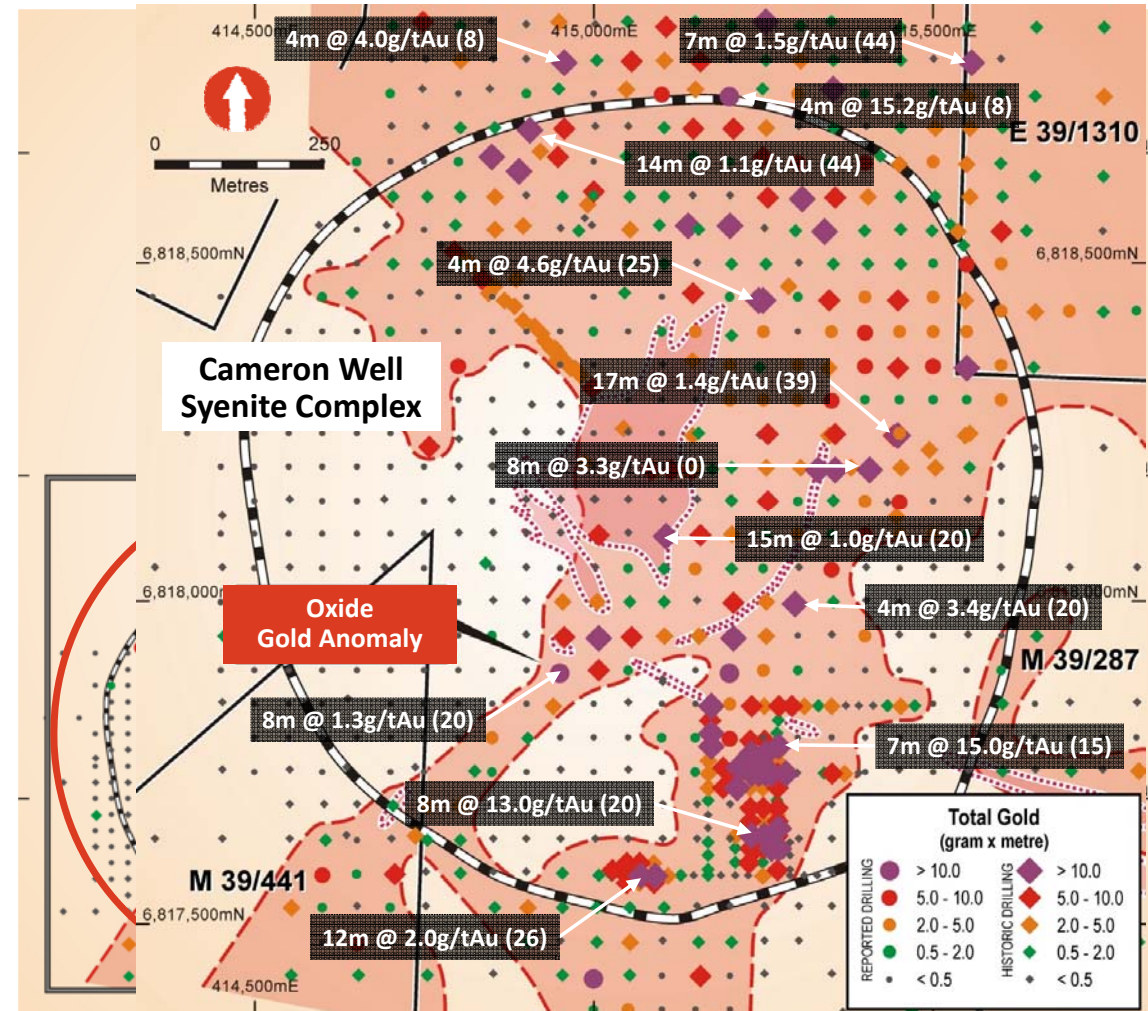 414,500
415,000mE
415,500mE
4m @ 4.0g/tAu (8)
7m @ 1.5g/tAu (44)
4m @ 15.2g/tAu (8)
E 39/1310
0
250
Metres
14m @ 1.1g/tAu (44)
6,818,500mN
6,818,500mN
4m @ 4.6g/tAu (25)
Cameron Well
Syenite Complex
17m @ 1.4g/tAu (39)
8m @ 3.3g/tAu (0)
15m @ 1.0g/tAu (20)
6,818,000m
Oxide
Gold Anomaly
4m @ 3.4g/tAu (20)
M 39/287
8m @ 1.3g/tAu (20)
7m @ 15.0g/tAu (15)
8m @ 13.0g/tAu (20)
M 39/441
6,817,500mN
12m @ 2.0g/tAu (26)
414,500mE
Total Gold
(gram x metre)
REPORTED DRILLING
> 10.0
5.0 - 10.0
2.0 - 5.0
0.5 - 2.0
< 0.5
HISTORIC DRILLING
> 10.0
5.0 - 10.0
2.0 - 5.0
0.5 - 2.0
< 0.5